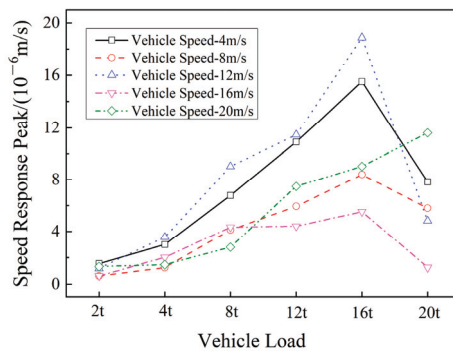 Speed Response Peak/(10⁻⁶m/s)
20
16
12
8
4
0
Vehicle Speed-4m/s
Vehicle Speed-8m/s
Vehicle Speed-12m/s
Vehicle Speed-16m/s
Vehicle Speed-20m/s
2t 4t 8t 12t 16t 20t
Vehicle Load